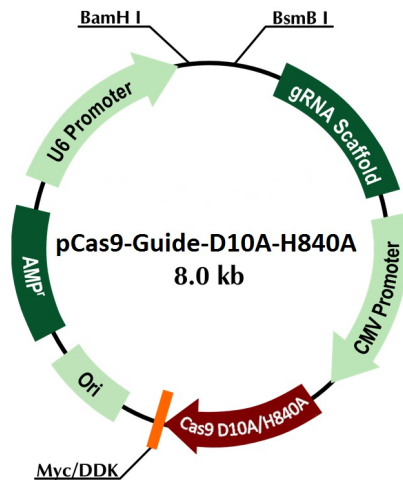 BamH I
BsmB I
U6 Promoter
gRNA Scaffold
pCas9-Guide-D10A-H840A
8.0 kb
AMPʳ
CMV Promoter
Ori
Cas9 D10A/H840A
Myc/DDK